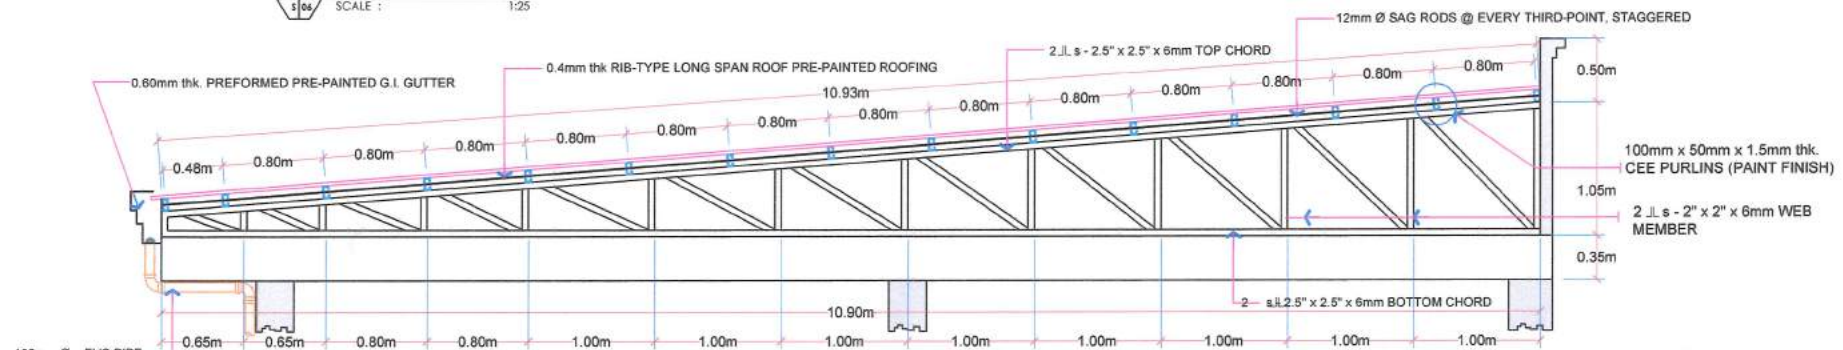 S 06
SCALE : 1:25
12mm Ø SAG RODS @ EVERY THIRD-POINT, STAGGERED
2 ⅃L s - 2.5" x 2.5" x 6mm TOP CHORD
0.4mm thk RIB-TYPE LONG SPAN ROOF PRE-PAINTED ROOFING
0.60mm thk. PREFORMED PRE-PAINTED G.I. GUTTER
10.93m
0.48m
0.80m
0.80m
0.80m
0.80m
0.80m
0.80m
0.80m
0.80m
0.80m
0.80m
0.80m
0.80m
0.80m
0.50m
100mm x 50mm x 1.5mm thk.
CEE PURLINS (PAINT FINISH)
1.05m
2 ⅃L s - 2" x 2" x 6mm WEB
MEMBER
0.35m
2 s 2.5" x 2.5" x 6mm BOTTOM CHORD
10.90m
0.65m
0.65m
0.80m
0.80m
1.00m
1.00m
1.00m
1.00m
1.00m
1.00m
1.00m
1.00m